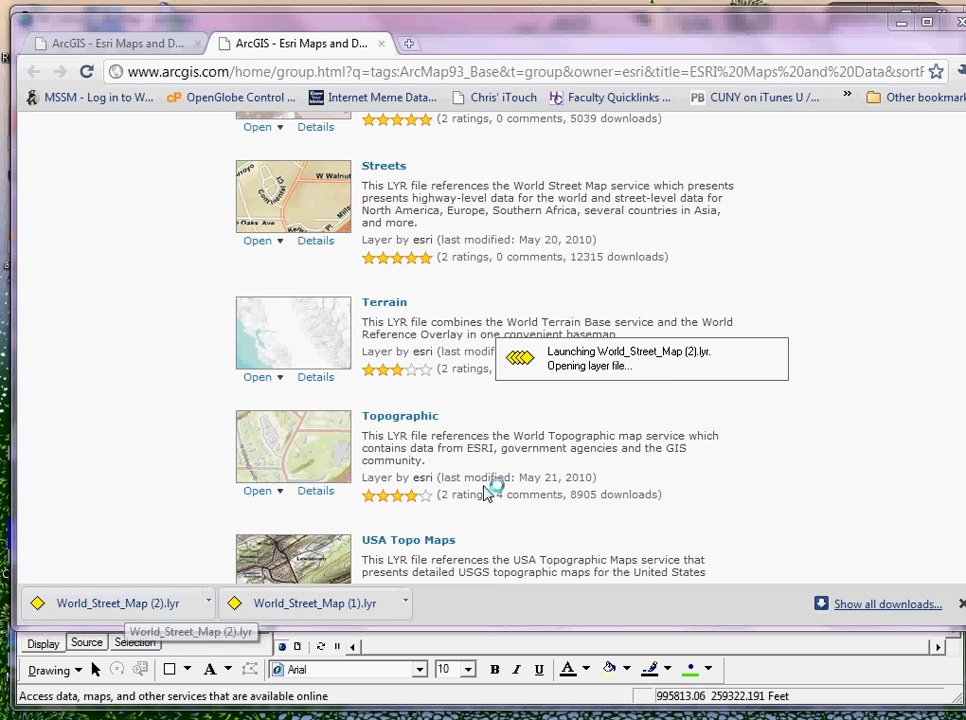 ArcGIS - Esri Maps and D...
ArcGIS - Esri Maps and D...
www.arcgis.com/home/group.html?q=tags:ArcMap93_Base&t=group&owner=esri&title=ESRI%20Maps%20and%20Data&sortF
MSSM - Log in to W...
cP OpenGlobe Control ...
Internet Meme Data...
Chris' iTouch
Faculty Quicklinks ...
PB CUNY on iTunes U /...
»
Other bookmark
Open ▾ Details
(2 ratings, 0 comments, 5039 downloads)
Streets
This LYR file references the World Street Map service which presents
presents highway-level data for the world and street-level data for
North America, Europe, Southern Africa, several countries in Asia,
and more.
Layer by esri (last modified: May 20, 2010)
Open ▾ Details
(2 ratings, 0 comments, 12315 downloads)
W Walnut
Terrain
This LYR file combines the World Terrain Base service and the World
Reference Overlay in one convenient basemap
Layer by esri (last modif
(2 ratings,
Open ▾ Details
Launching World_Street_Map (2).lyr.
Opening layer file...
Topographic
This LYR file references the World Topographic map service which
contains data from ESRI, government agencies and the GIS
community.
Layer by esri (last modified: May 21, 2010)
Open ▾ Details
(2 rating 4 comments, 8905 downloads)
USA Topo Maps
This LYR file references the USA Topographic Maps service that
presents detailed USGS topographic maps for the United States
World_Street_Map (2).lyr
World_Street_Map (1).lyr
Show all downloads...
World_Street_Map (2).lyr
Display Source Selection
Drawing ▾ A Arial 10 B I U A
Access data, maps, and other services that are available online
995813.06 259322.191 Feet